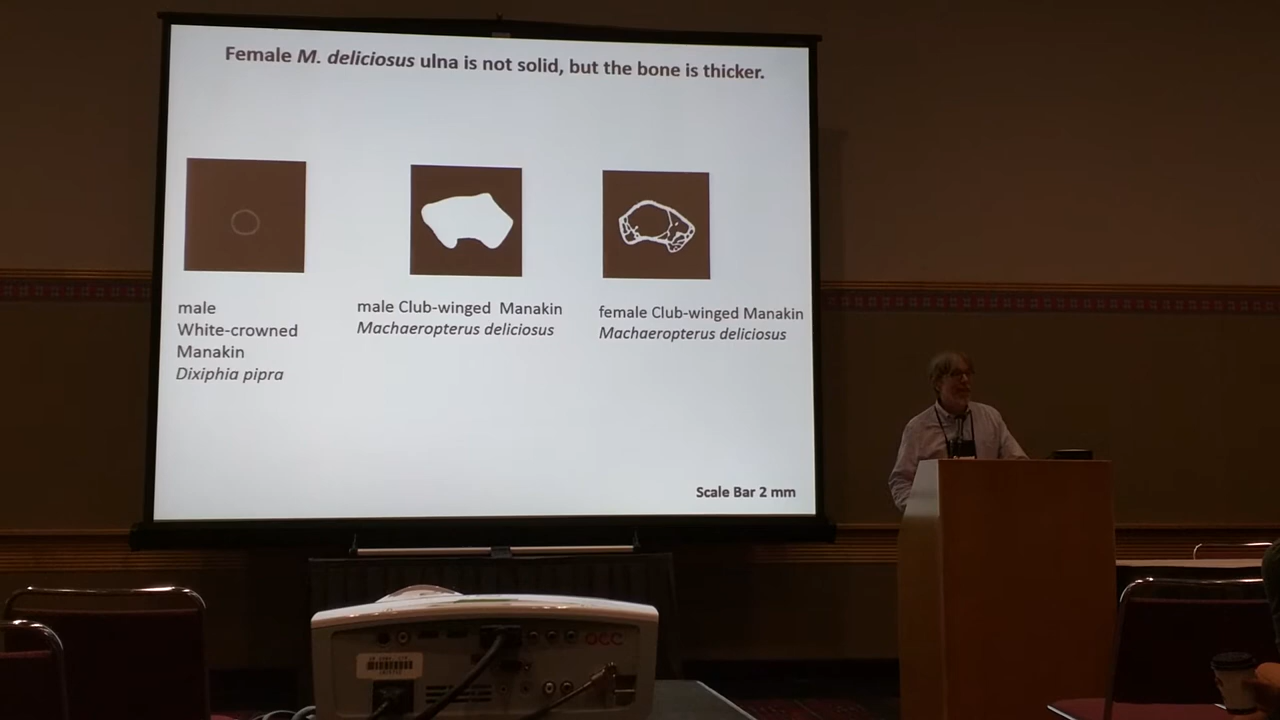 Female M. deliciosus ulna is not solid, but the bone is thicker.
male
White-crowned
Manakin
Dixiphia pipra
male Club-winged Manakin
Machaeropterus deliciosus
female Club-winged Manakin
Machaeropterus deliciosus
Scale Bar 2 mm